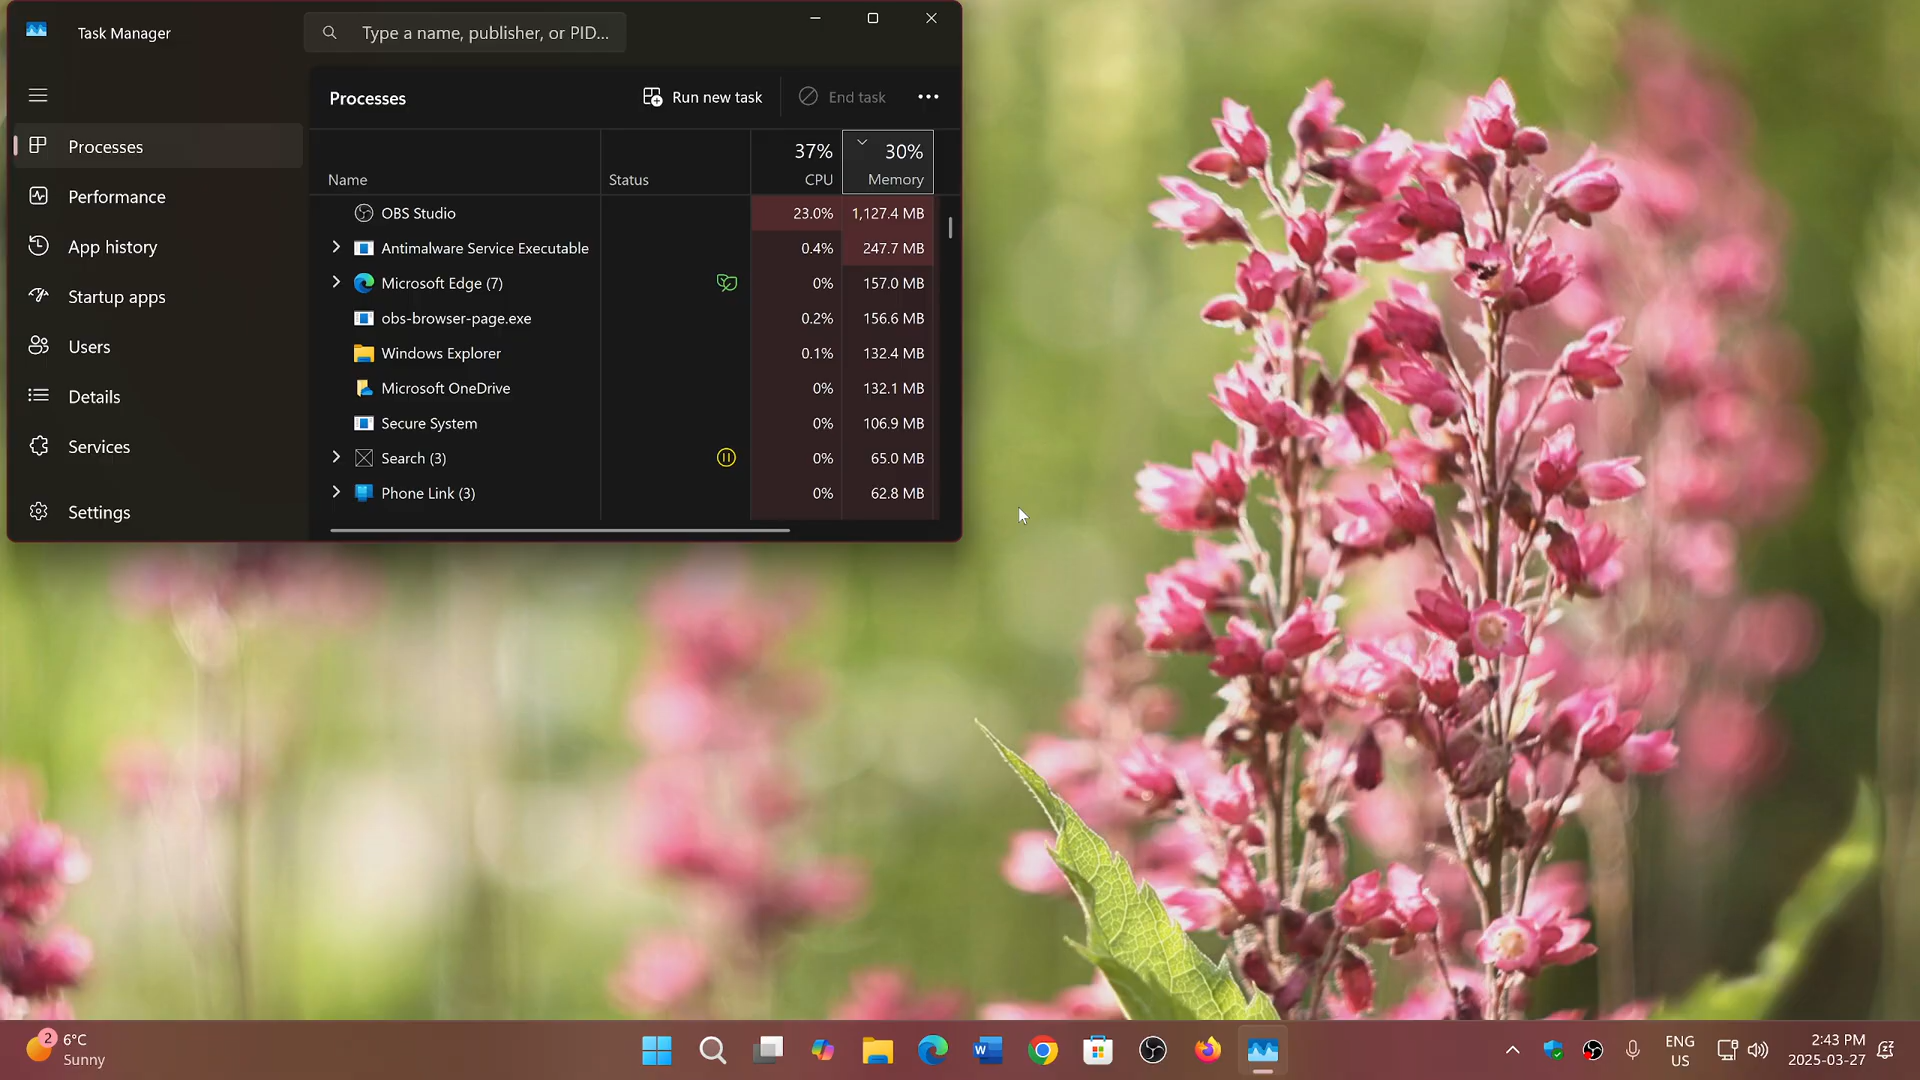 Task Manager
Type a name, publisher, or PID...
Processes
Run new task
End task
Processes
Performance
App history
Startup apps
Users
Details
Services
Settings
37% 30%
Name Status CPU Memory
OBS Studio 23.0% 1,127.4 MB
Antimalware Service Executable 0.4% 247.7 MB
Microsoft Edge (7) 0% 157.0 MB
obs-browser-page.exe 0.2% 156.6 MB
Windows Explorer 0.1% 132.4 MB
Microsoft OneDrive 0% 132.1 MB
Secure System 0% 106.9 MB
Search (3) 0% 65.0 MB
Phone Link (3) 0% 62.8 MB
2
6°C
Sunny
W
ENG
US
2:43 PM
2025-03-27